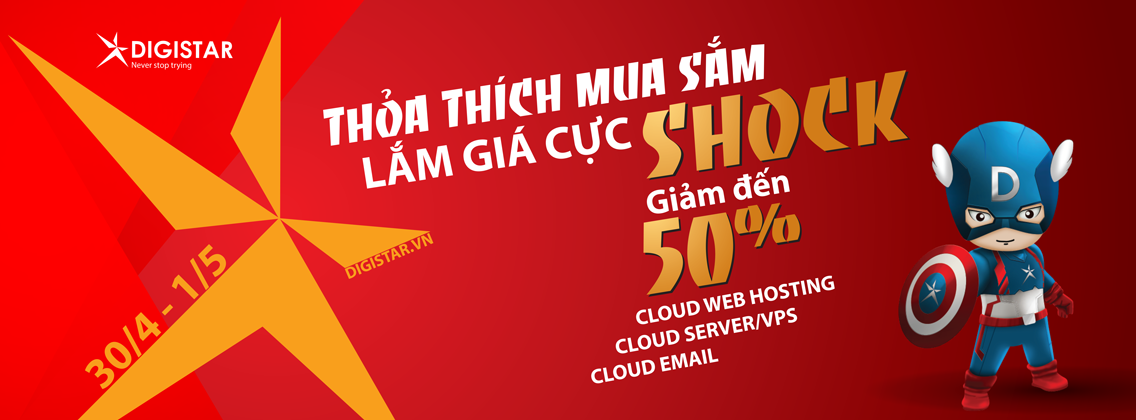 DIGISTAR
Never stop trying
THỎA THÍCH MUA SẮM
LẮM GIÁ CỰC SHOCK
Giảm đến
50%
CLOUD WEB HOSTING
CLOUD SERVER/VPS
CLOUD EMAIL
DIGISTAR.VN
30/4 - 1/5
D